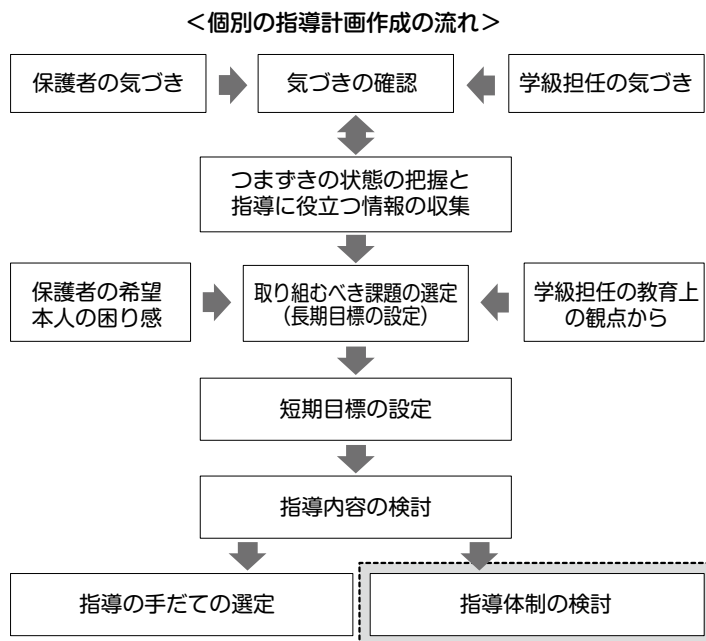 ＜個別の指導計画作成の流れ＞
保護者の気づき
気づきの確認
学級担任の気づき
つまずきの状態の把握と
指導に役立つ情報の収集
保護者の希望
本人の困り感
取り組むべき課題の選定
（長期目標の設定）
学級担任の教育上
の観点から
短期目標の設定
指導内容の検討
指導の手だての選定
指導体制の検討